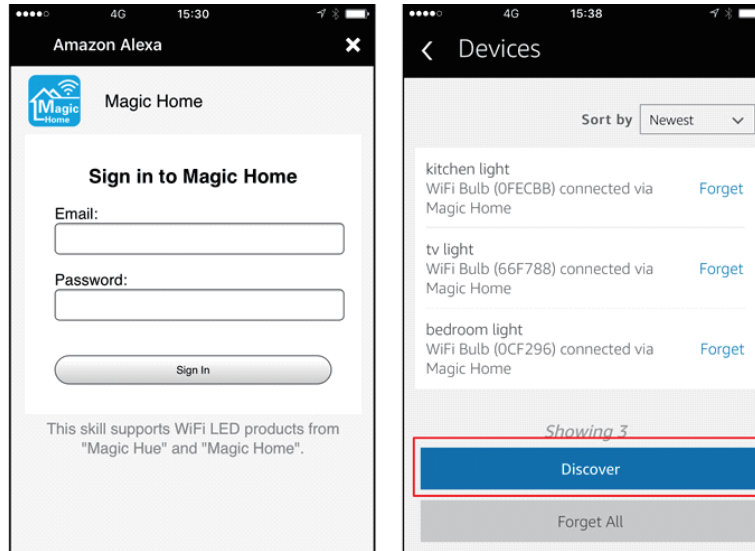 4G 15:30
Amazon Alexa
Magic
Home
Magic Home
Sign in to Magic Home
Email:
Password:
Sign In
This skill supports WiFi LED products from
"Magic Hue" and "Magic Home".
4G 15:38
Devices
Sort by Newest
kitchen light
WiFi Bulb (0FECBB) connected via
Magic Home
Forget
tv light
WiFi Bulb (66F788) connected via
Magic Home
Forget
bedroom light
WiFi Bulb (0CF296) connected via
Magic Home
Forget
Showing 3
Discover
Forget All